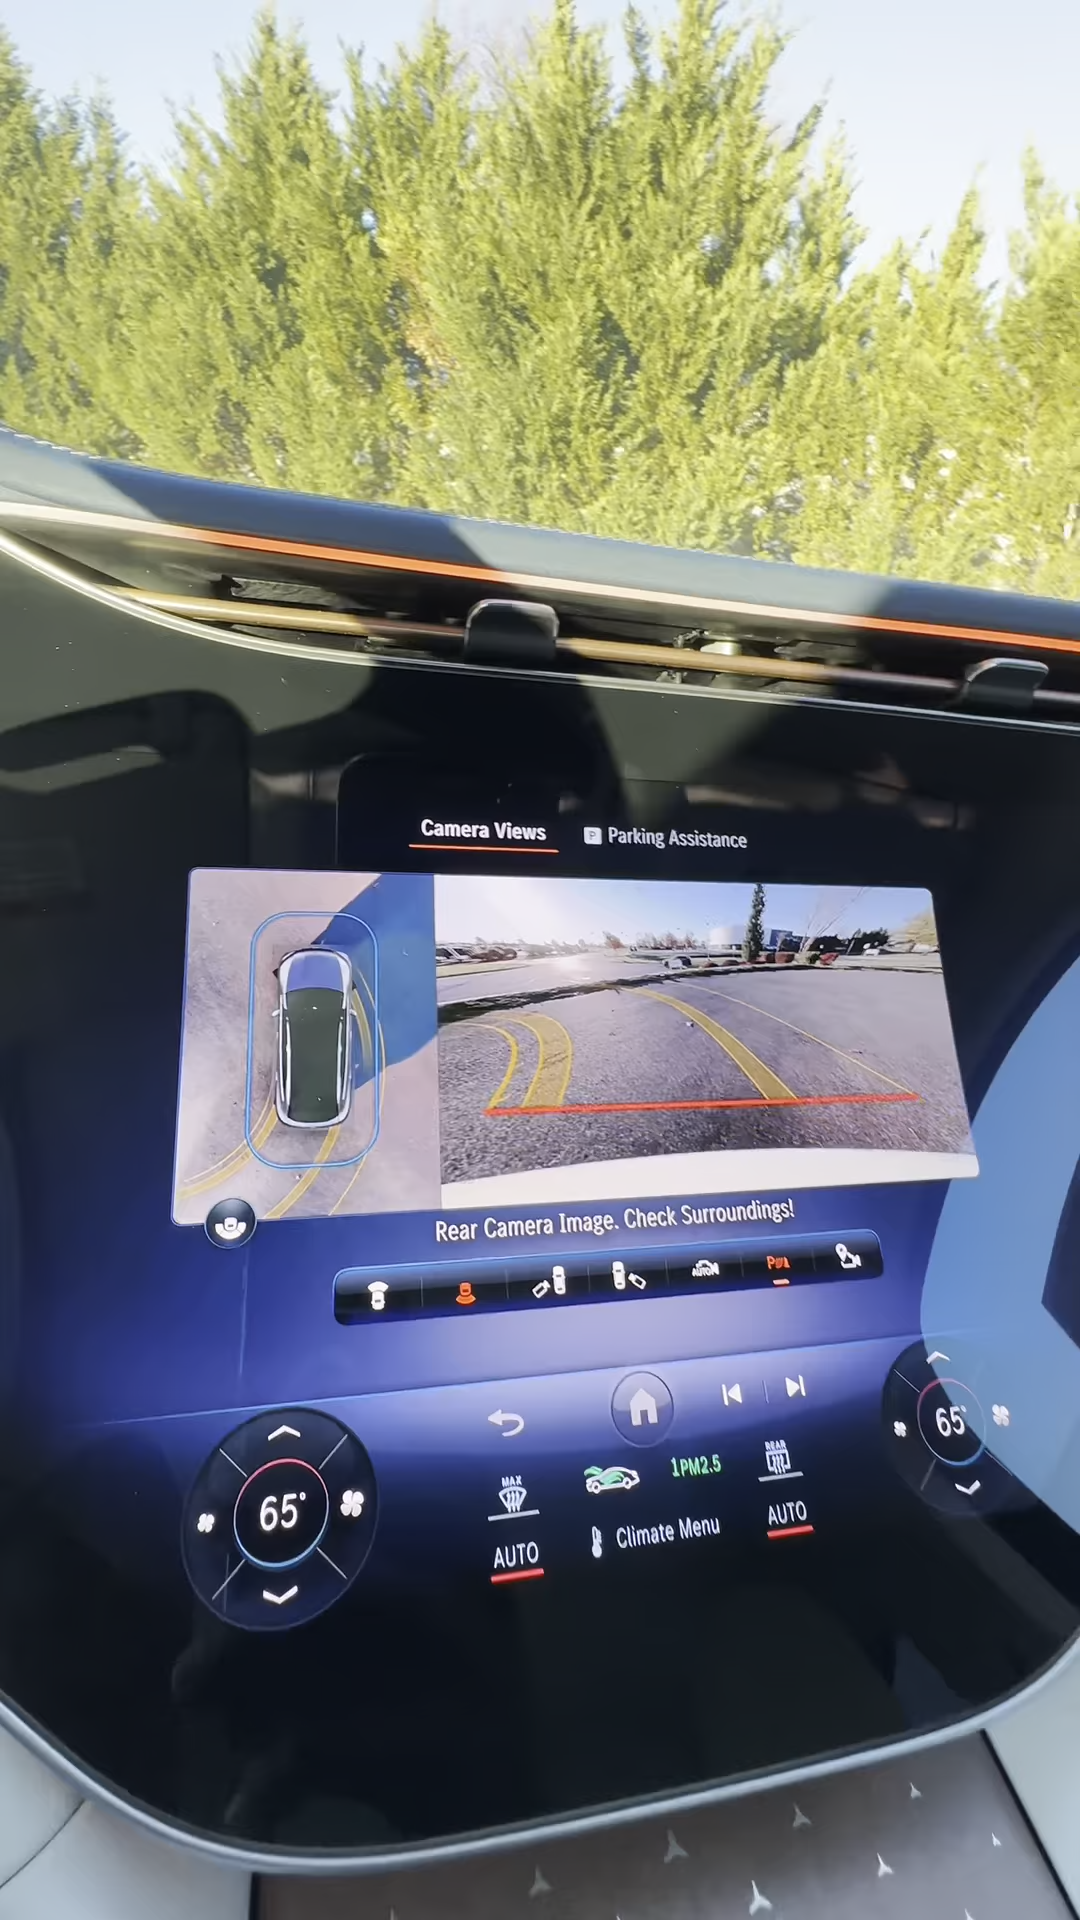 Camera Views
P Parking Assistance
Rear Camera Image. Check Surroundings!
AUTO
P
65°
MAX
1PM2.5
REAR
65°
AUTO
Climate Menu
AUTO